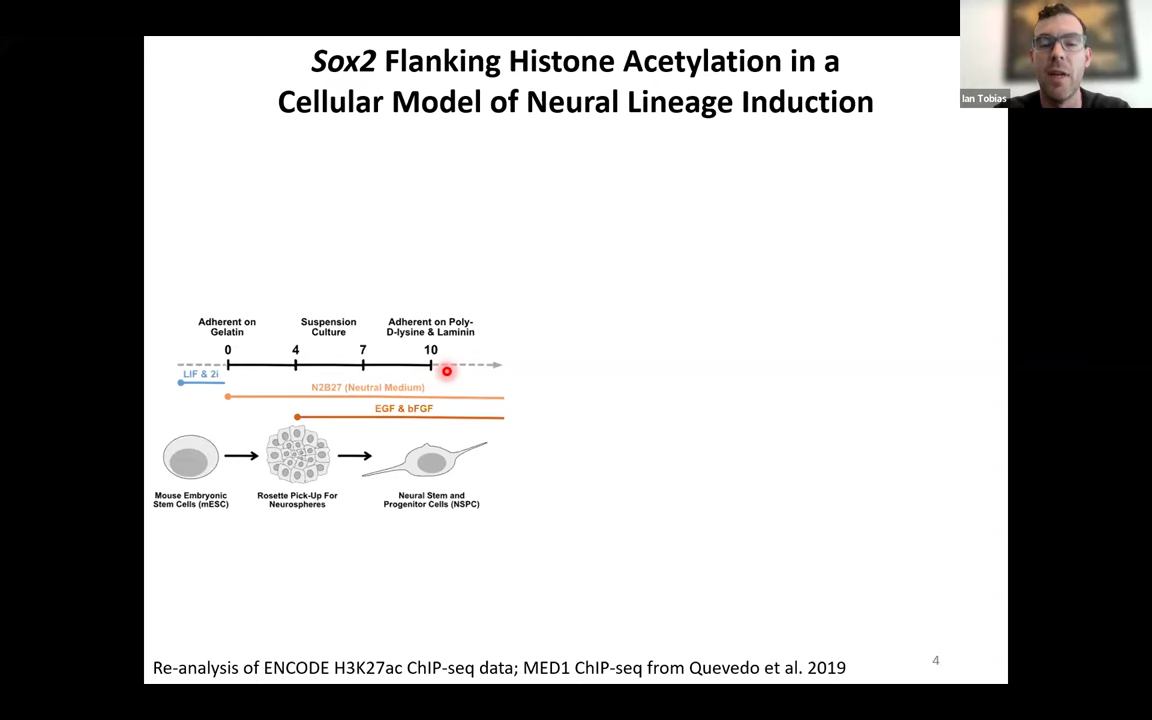 Sox2 Flanking Histone Acetylation in a
Cellular Model of Neural Lineage Induction
Ian Tobias
Adherent on
Gelatin
Suspension
Culture
Adherent on Poly-
D-lysine & Laminin
0 4 7 10
LIF & 2i
N2B27 (Neutral Medium)
EGF & bFGF
Mouse Embryonic
Stem Cells (mESC)
Rosette Pick-Up For
Neurospheres
Neural Stem and
Progenitor Cells (NSPC)
Re-analysis of ENCODE H3K27ac ChIP-seq data; MED1 ChIP-seq from Quevedo et al. 2019
4